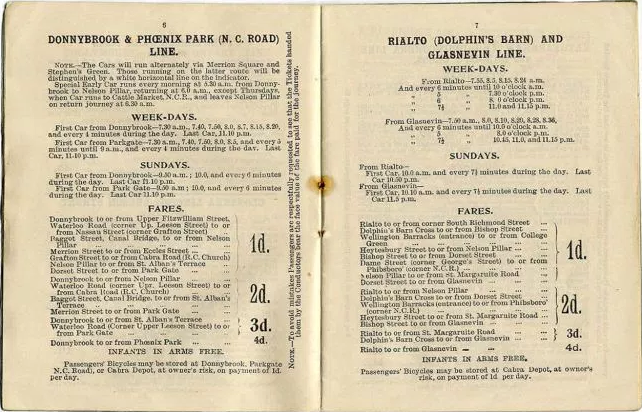 6
DONNYBROOK & PHŒNIX PARK (N. C. ROAD)
LINE.
NOTE.—The Cars will run alternately via Merrion Square and
Stephen's Green. Those running on the latter route will be
distinguished by a white horizontal line on the indicator.
Special Early Car runs every morning at 5.30 a.m. from Donny-
brook to Nelson Pillar, returning at 6.0 a.m., except Thursdays,
when Car runs to Cattle Market, N.C.R., and leaves Nelson Pillar
on return journey at 6.30 a.m.
WEEK-DAYS.
First Car from Donnybrook—7.30 a.m., 7.40, 7.50, 8.0, 8.7, 8.15, 8.20,
and every 4 minutes during the day. Last Car, 11.10 p.m.
First Car from Parkgate—7.30 a.m., 7.40, 7.50, 8.0, 8.5, and every 5
minutes until 9 a.m., and every 4 minutes during the day. Last
Car, 11.10 p.m.
SUNDAYS.
First Car from Donnybrook—9.50 a.m.; 10.0, and every 6 minutes
during the day. Last Car 11.10 p.m.
First Car from Park Gate—9.50 am; 10.0, and every 6 minutes
during the day. Last Car 11.10 p.m.
FARES.
Donnybrook to or from Upper Fitzwilliam Street,
Waterloo Road (corner Up. Leeson Street) to or
from Nassau Street (corner Grafton Street)
Baggot Street, Canal Bridge, to or from Nelson
Pillar ... ... ...
Merrion Street to or from Eccles Street ...
Grafton Street to or from Cabra Road (R.C. Church)
Nelson Pillar to or from St. Alban's Terrace
Dorset Street to or from Park Gate ...
1d.
Donnybrook to or from Nelson Pillar ...
Waterloo Road (corner Upr. Leeson Street) to or
from Cabra Road (R.C. Church)
Baggot Street, Canal Bridge, to or from St. Alban's
Terrace ... ...
Merrion Street to or from Park Gate ...
2d.
Donnybrook to or from St. Alban's Terrace ...
Waterloo Road (Corner Upper Leeson Street) to or
from Park Gate ... ...
3d.
Donnybrook to or from Phœnix Park ... 4d.
INFANTS IN ARMS FREE.
Passengers' Bicycles may be stored at Donnybrook, Parkgate
N.C. Road), or Cabra Depot, at owner's risk, on payment of 1d.
per day.
NOTE.—To avoid mistakes Passengers are respectfully requested to see that the Tickets handed
them by the Conductors bear the face value of the fare paid for the journey.
7
RIALTO (DOLPHIN'S BARN) AND
GLASNEVIN LINE.
WEEK-DAYS.
From Rialto—7.55, 8.5, 8.15, 8.24 a.m.
And every 6 minutes until 10 o'clock a.m.
" 5 " 7.30 o'clock p.m.
" 6 " 8.0 o'clock p.m.
" 7½ " 11.0 and 11.15 p.m.
From Glasnevin—7.50 a.m., 8.0, 8.10, 8.20, 8.28, 8.36,
And every 6 minutes until 10.0 o'clock a.m.
" 5 " 8.0 o'clock p.m.
" 7½ " 10.45, 11.0, and 11.15 p.m.
SUNDAYS.
From Rialto—
First Car, 10.0 a.m., and every 7½ minutes during the day. Last
Car 10.50 p.m.
From Glasnevin—
First Car, 10.10 a.m., and every 7½ minutes during the day. Last
Car 11.5 p.m.
FARES.
Rialto to or from corner South Richmond Street ...
Dolphin's Barn Cross to or from Bishop Street ...
Wellington Barracks (entrance) to or from College
Green ... ...
Heytesbury Street to or from Nelson Pillar ...
Bishop Street to or from Dorset Street ...
Dame Street (corner George's Street) to or from
Phibsboro' (corner N.C.R.) ... ...
Nelson Pillar to or from St. Marguruite Road ...
Dorset Street to or from Glasnevin ... ...
1d.
Rialto to or from Nelson Pillar ... ...
Dolphin's Barn Cross to or from Dorset Street ...
Wellington Barracks (entrance) to or from Phibsboro'
(corner N.C.R.) ... ...
Heytesbury Street to or from St. Marguruite Road ...
Bishop Street to or from Glasnevin ... ...
2d.
Rialto to or from St. Marguruite Road ... ...
Dolphin's Barn Cross to or from Glasnevin ...
3d.
Rialto to or from Glasnevin ... ... 4d.
INFANTS IN ARMS FREE.
Passengers' Bicycles may be stored at Cabra Depot, at owner's
risk, on payment of 1d. per day.